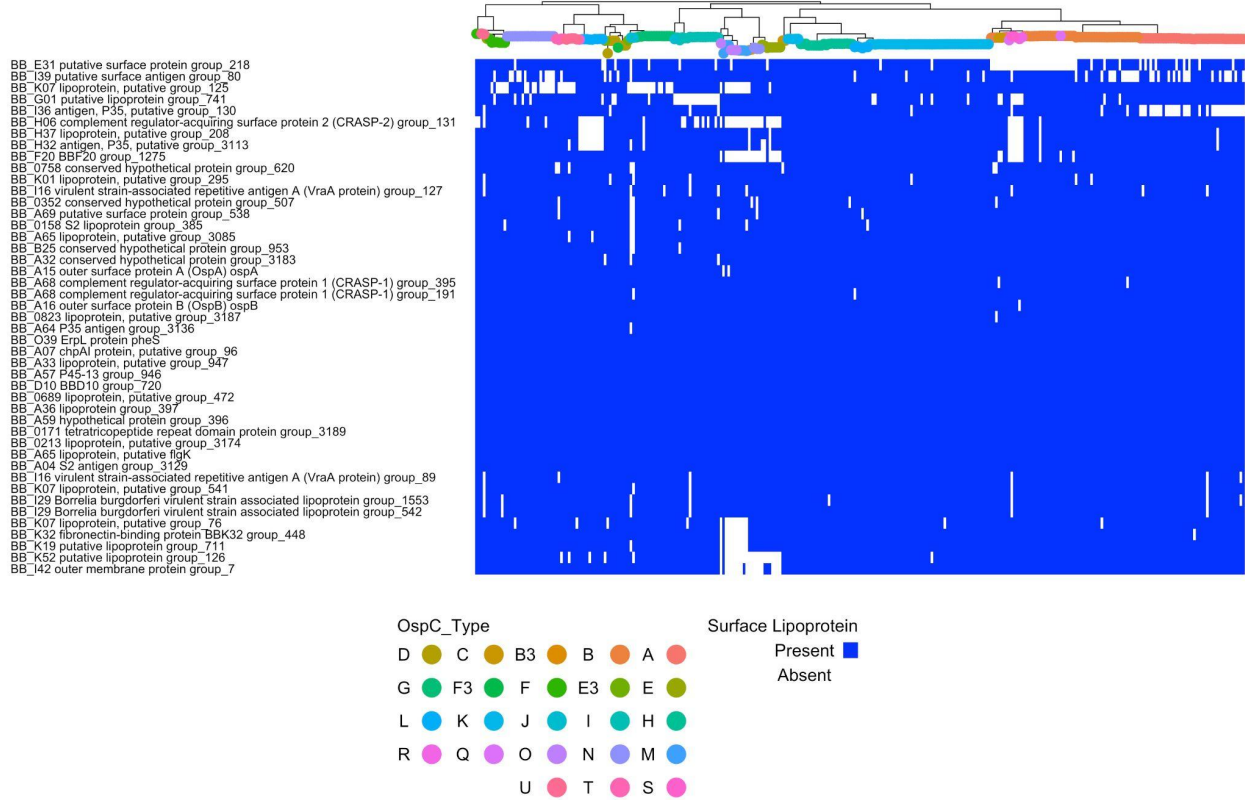 BB_E31 putative surface protein group_218
BB_I39 putative surface antigen group_80
BB_K07 lipoprotein, putative group_125
BB_G01 putative lipoprotein group_741
BB_I36 antigen, P35, putative group_130
BB_H06 complement regulator-acquiring surface protein 2 (CRASP-2) group_131
BB_H37 lipoprotein, putative group_208
BB_H32 antigen, P35, putative group_3113
BB_F20 BBF20 group_1275
BB_0758 conserved hypothetical protein group_620
BB_K01 lipoprotein, putative group_295
BB_I16 virulent strain-associated repetitive antigen A (VraA protein) group_127
BB_0352 conserved hypothetical protein group_507
BB_A69 putative surface protein group_538
BB_0158 S2 lipoprotein group_385
BB_A65 lipoprotein, putative group_3085
BB_B25 conserved hypothetical protein group_953
BB_A32 conserved hypothetical protein group_3183
BB_A15 outer surface protein A (OspA) ospA
BB_A68 complement regulator-acquiring surface protein 1 (CRASP-1) group_395
BB_A68 complement regulator-acquiring surface protein 1 (CRASP-1) group_191
BB_A16 outer surface protein B (OspB) ospB
BB_0823 lipoprotein, putative group_3187
BB_A64 P35 antigen group_3136
BB_O39 ErpL protein pheS
BB_A07 chpAI protein, putative group_96
BB_A33 lipoprotein, putative group_947
BB_A57 P45-13 group_946
BB_D10 BBD10 group_720
BB_0689 lipoprotein, putative group_472
BB_A36 lipoprotein group_397
BB_A59 hypothetical protein group_396
BB_0171 tetratricopeptide repeat domain protein group_3189
BB_0213 lipoprotein, putative group_3174
BB_A65 lipoprotein, putative flgK
BB_A04 S2 antigen group_3129
BB_I16 virulent strain-associated repetitive antigen A (VraA protein) group_89
BB_K07 lipoprotein, putative group_541
BB_I29 Borrelia burgdorferi virulent strain associated lipoprotein group_1553
BB_I29 Borrelia burgdorferi virulent strain associated lipoprotein group_542
BB_K07 lipoprotein, putative group_76
BB_K32 fibronectin-binding protein BBK32 group_448
BB_K19 putative lipoprotein group_711
BB_K52 putative lipoprotein group_126
BB_I42 outer membrane protein group_7
OspC_Type
D C B3 B A
G F3 F E3 E
L K J I H
R Q O N M
U T S
Surface Lipoprotein
Present
Absent